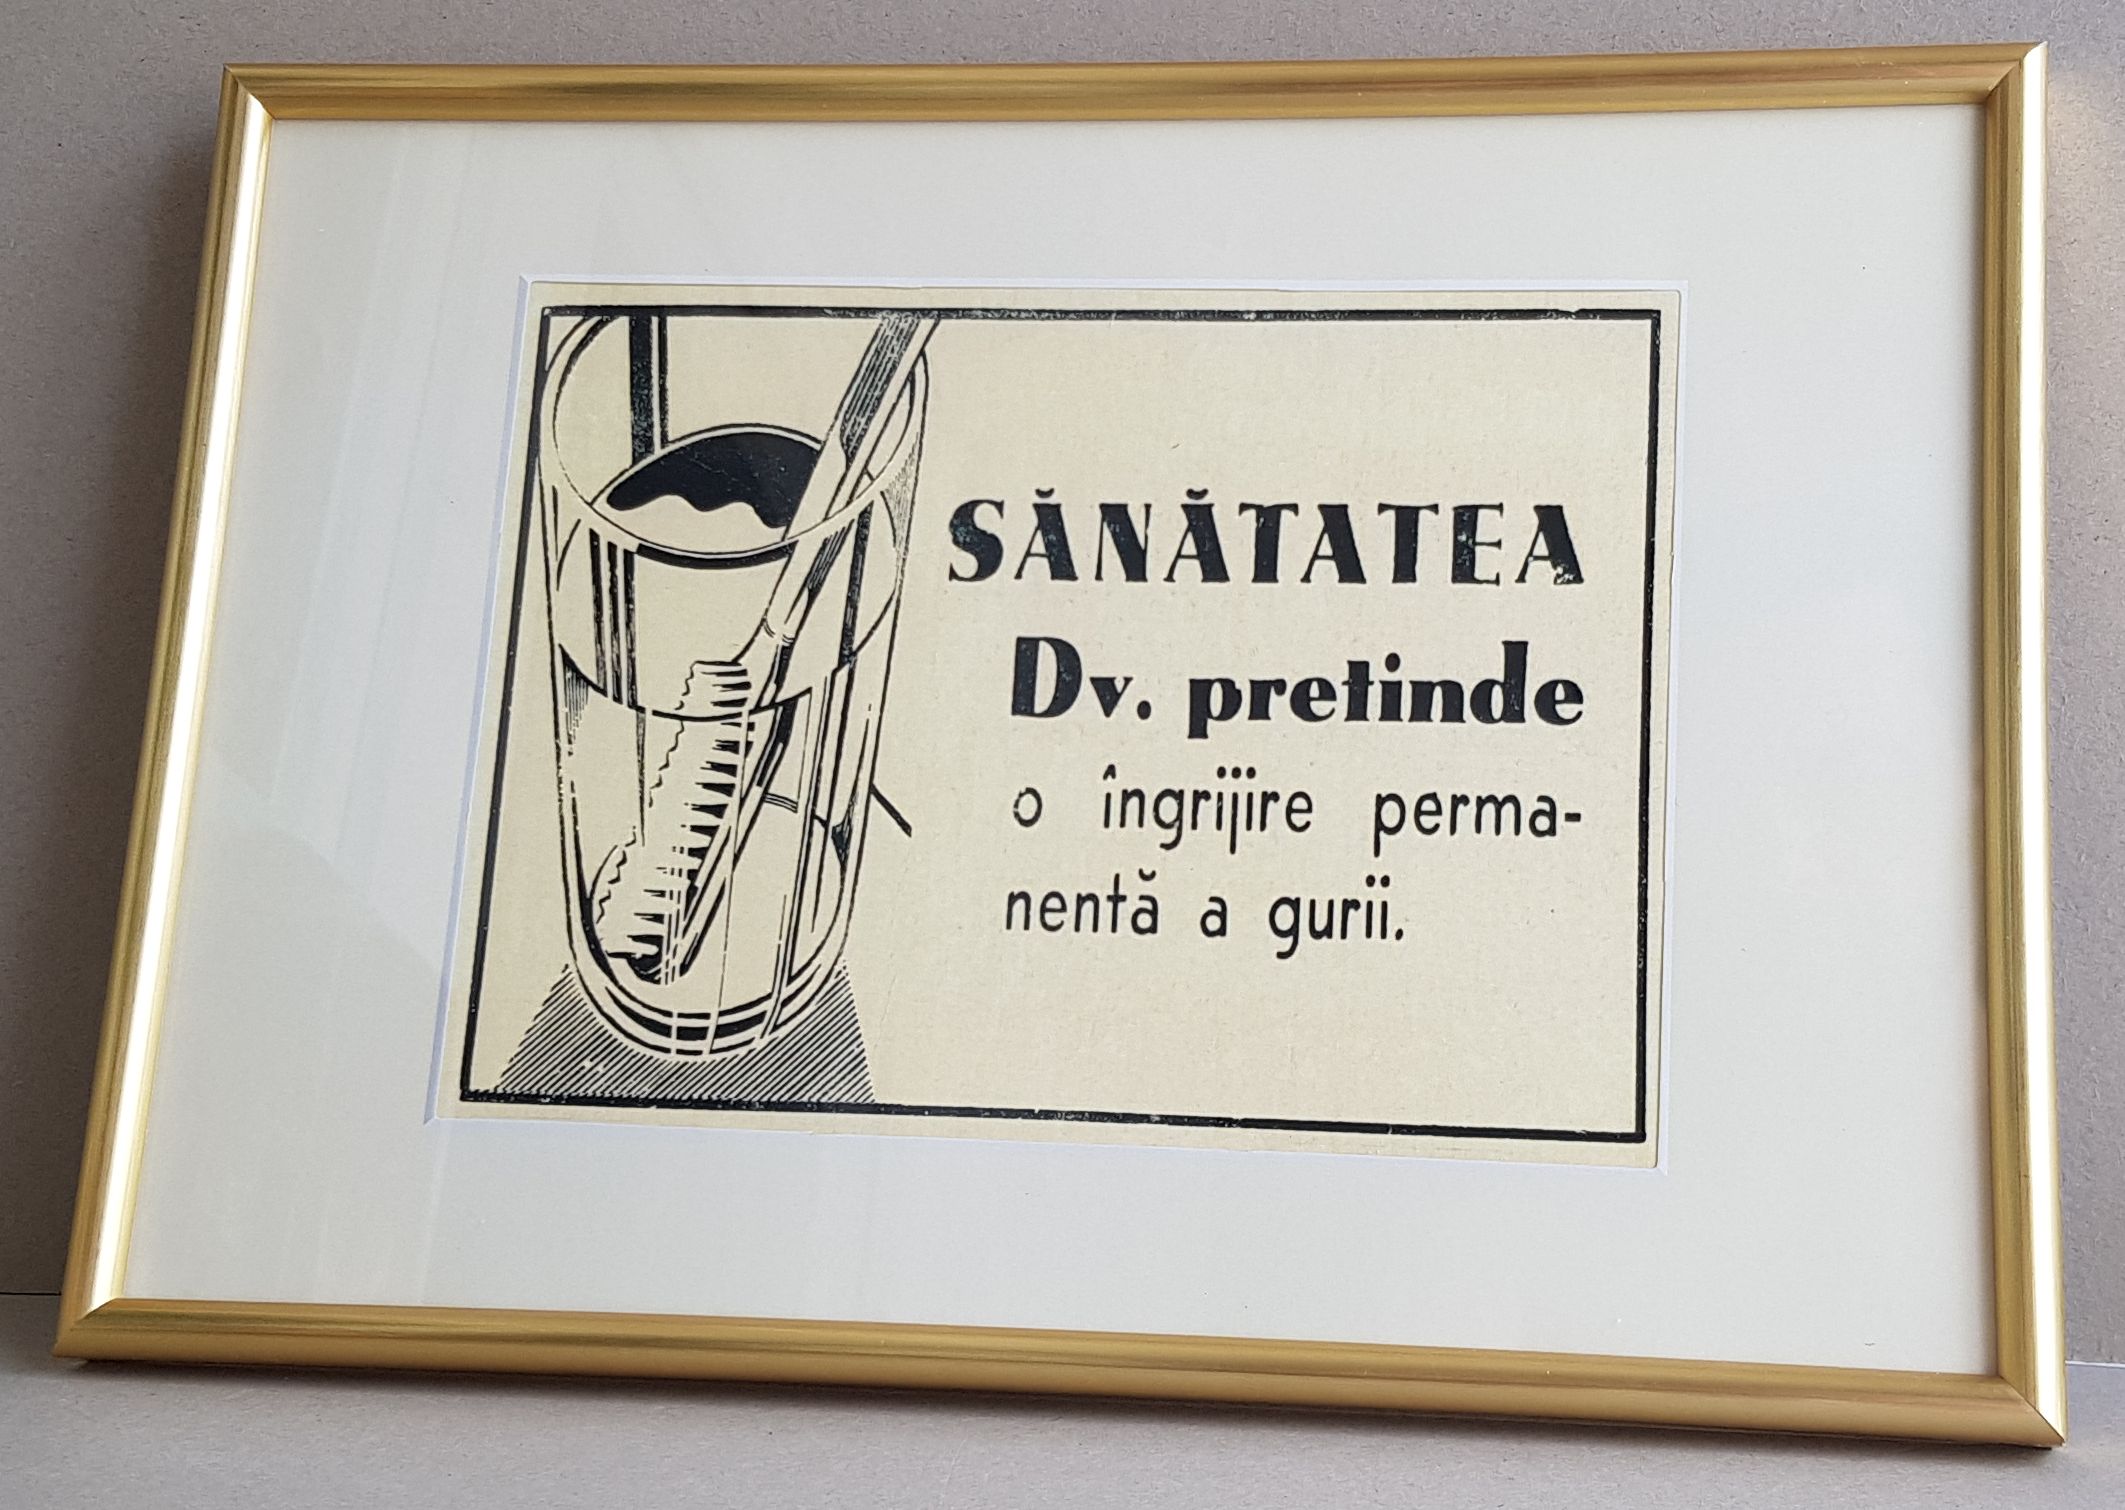 SĂNĂTATEA
Dv. pretinde
o îngrijire perma-
nentă a gurii.